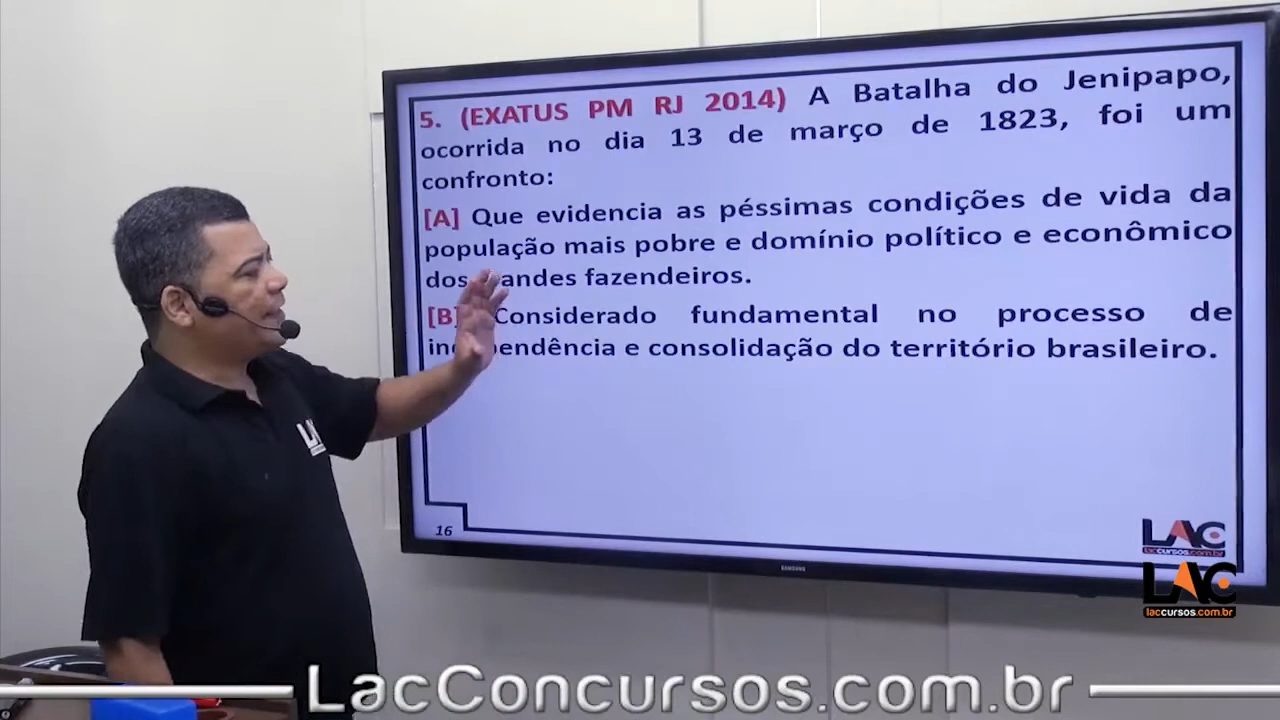 5. (EXATUS PM RJ 2014) A Batalha do Jenipapo,
ocorrida no dia 13 de março de 1823, foi um
confronto:
[A] Que evidencia as péssimas condições de vida da
população mais pobre e domínio político e econômico
dos andes fazendeiros.
[B] Considerado fundamental no processo de
in pendência e consolidação do território brasileiro.
16
LAC
laccursos.com.br
LAC
laccursos.com.br
LacConcursos.com.br